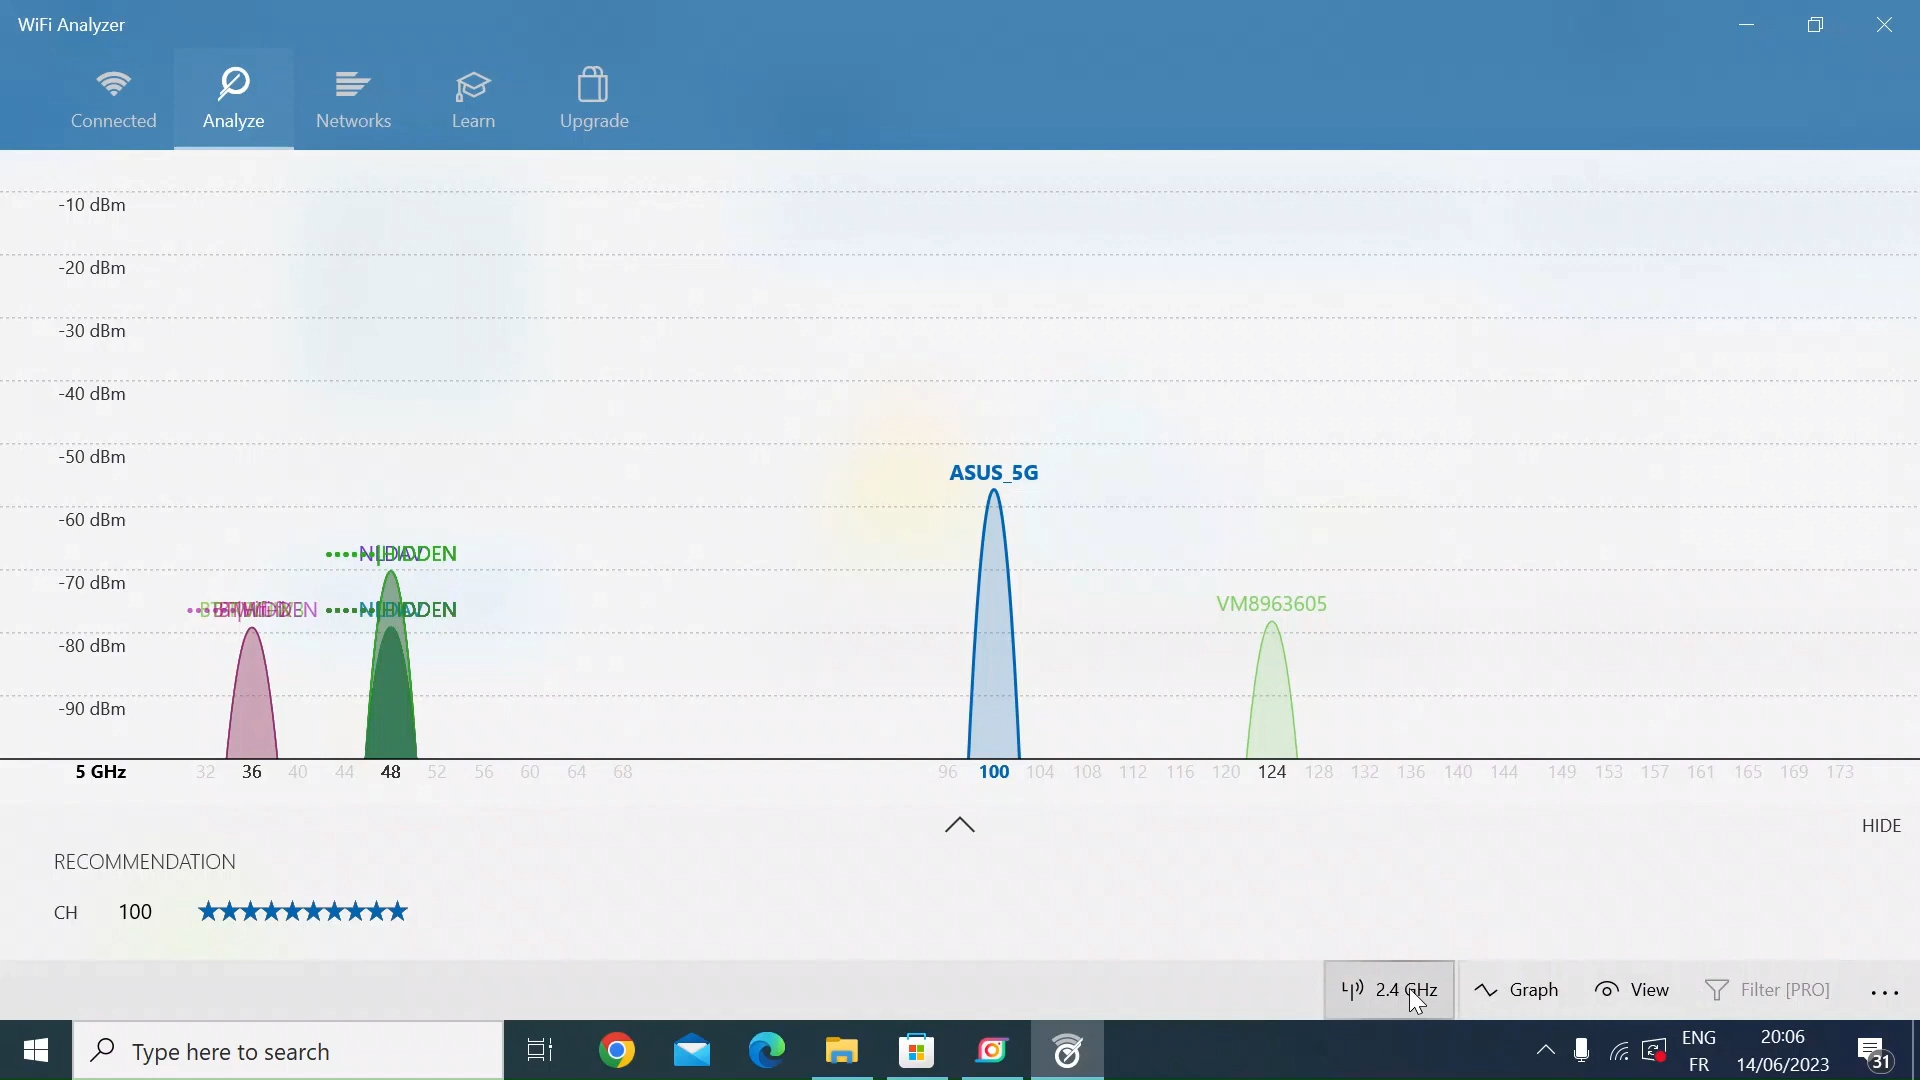 WiFi Analyzer
Connected
Analyze
Networks
Learn
Upgrade
-10 dBm
-20 dBm
-30 dBm
-40 dBm
-50 dBm
ASUS_5G
-60 dBm
-70 dBm
VM8963605
-80 dBm
-90 dBm
5 GHz 32 36 40 44 48 52 56 60 64 68 96 100 104 108 112 116 120 124 128 132 136 140 144 149 153 157 161 165 169 173
HIDE
RECOMMENDATION
CH 100
2.4 GHz
Graph
View
Filter [PRO]
Type here to search
ENG
FR
20:06
14/06/2023
31